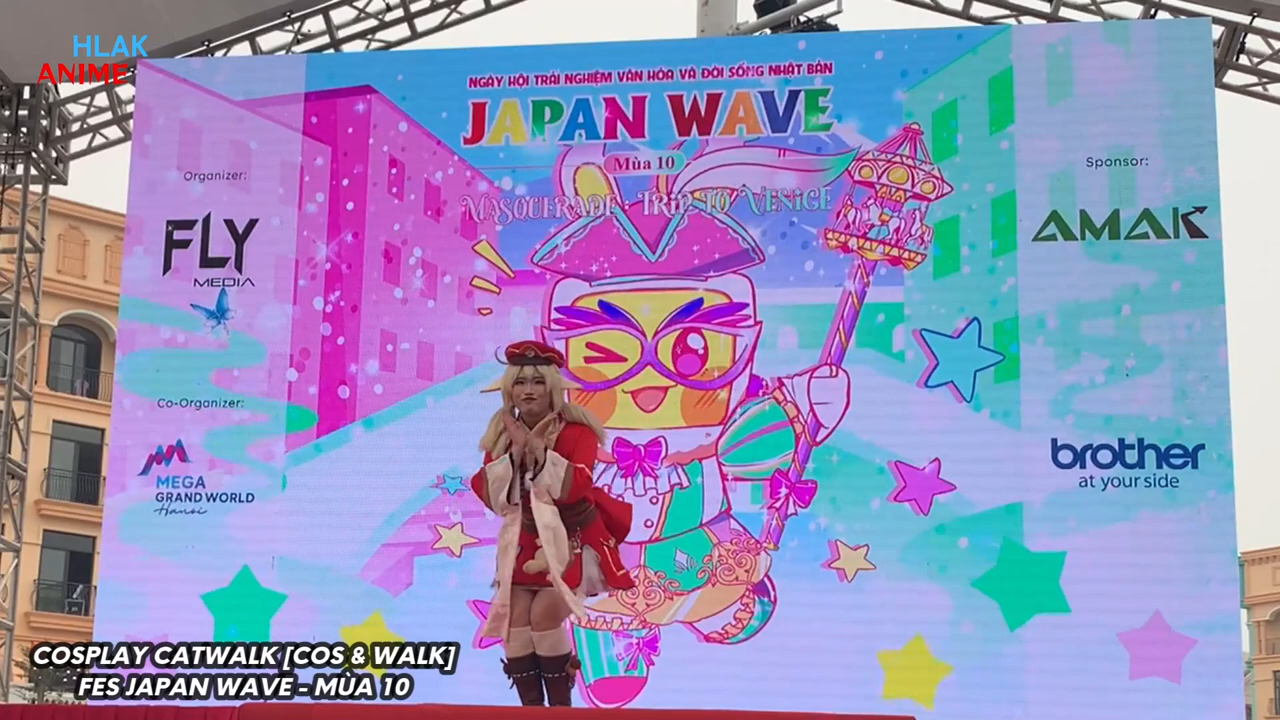 HLAK
ANIME
NGÀY HỘI TRẢI NGHIỆM VĂN HÓA VÀ ĐỜI SỐNG NHẬT BẢN
JAPAN WAVE
Mùa 10
MASQUERADE : TRIP TO VENICE
Organizer:
FLY
MEDIA
Co-Organizer:
MEGA
GRAND WORLD
Hanoi
Sponsor:
AMAK
brother
at your side
COSPLAY CATWALK [COS & WALK]
FES JAPAN WAVE - MÙA 10